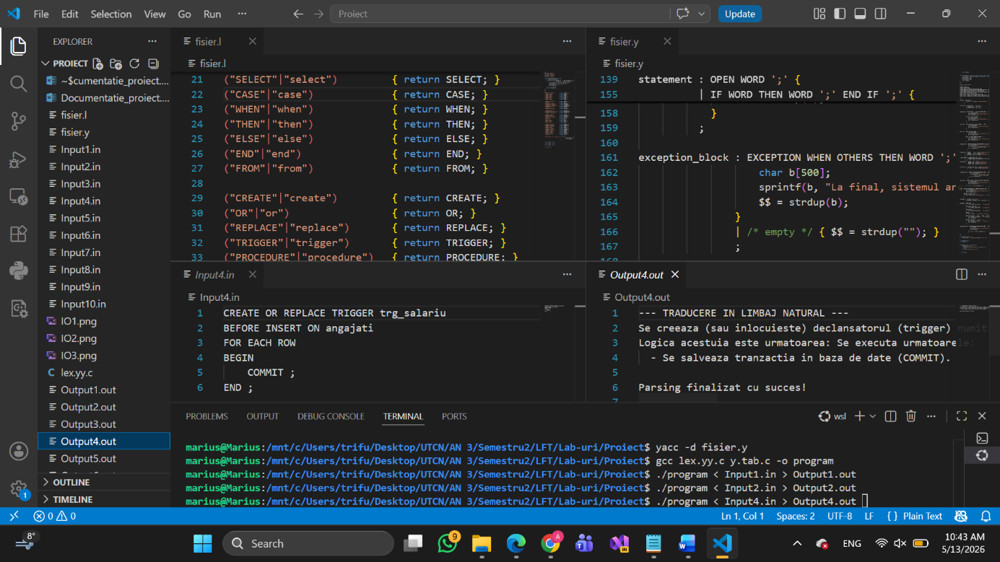 File Edit Selection View Go Run ··· Proiect Update
EXPLORER ···
PROIECT
~$cumentatie_proiect....
Documentatie_proiect....
fisier.l
fisier.y
Input1.in
Input2.in
Input3.in
Input4.in
Input5.in
Input6.in
Input7.in
Input8.in
Input9.in
Input10.in
IO1.png
IO2.png
IO3.png
lex.yy.c
Output1.out
Output2.out
Output3.out
Output4.out
Output5.out
OUTLINE
TIMELINE
fisier.l
fisier.l
21 ("SELECT"|"select") { return SELECT; }
22 ("CASE"|"case") { return CASE; }
23 ("WHEN"|"when") { return WHEN; }
24 ("THEN"|"then") { return THEN; }
25 ("ELSE"|"else") { return ELSE; }
26 ("END"|"end") { return END; }
27 ("FROM"|"from") { return FROM; }
28
29 ("CREATE"|"create") { return CREATE; }
30 ("OR"|"or") { return OR; }
31 ("REPLACE"|"replace") { return REPLACE; }
32 ("TRIGGER"|"trigger") { return TRIGGER; }
33 ("PROCEDURE"|"procedure") { return PROCEDURE; }
fisier.y
fisier.y
139 statement : OPEN WORD ';' {
155 | IF WORD THEN WORD ';' END IF ';' {
158 }
159 ;
160
161 exception_block : EXCEPTION WHEN OTHERS THEN WORD ';'
162 char b[500];
163 sprintf(b, "La final, sistemul ar
164 $$ = strdup(b);
165 }
166 | /* empty */ { $$ = strdup(""); }
167 ;
168
Input4.in
Input4.in
1 CREATE OR REPLACE TRIGGER trg_salariu
2 BEFORE INSERT ON angajati
3 FOR EACH ROW
4 BEGIN
5 COMMIT ;
6 END ;
Output4.out
Output4.out
1 --- TRADUCERE IN LIMBAJ NATURAL ---
2 Se creeaza (sau inlocuieste) declansatorul (trigger) numit
3 Logica acestuia este urmatoarea: Se executa urmatoarele:
4 - Se salveaza tranzactia in baza de date (COMMIT).
5
6 Parsing finalizat cu succes!
7
PROBLEMS OUTPUT DEBUG CONSOLE TERMINAL PORTS wsl
marius@Marius:/mnt/c/Users/trifu/Desktop/UTCN/AN 3/Semestru2/LFT/Lab-uri/Proiect$ yacc -d fisier.y
marius@Marius:/mnt/c/Users/trifu/Desktop/UTCN/AN 3/Semestru2/LFT/Lab-uri/Proiect$ gcc lex.yy.c y.tab.c -o program
marius@Marius:/mnt/c/Users/trifu/Desktop/UTCN/AN 3/Semestru2/LFT/Lab-uri/Proiect$ ./program < Input1.in > Output1.out
marius@Marius:/mnt/c/Users/trifu/Desktop/UTCN/AN 3/Semestru2/LFT/Lab-uri/Proiect$ ./program < Input2.in > Output2.out
marius@Marius:/mnt/c/Users/trifu/Desktop/UTCN/AN 3/Semestru2/LFT/Lab-uri/Proiect$ ./program < Input4.in > Output4.out
1
0 0 Ln 1, Col 1 Spaces: 2 UTF-8 LF { } Plain Text
8° Search 9 A ENG 10:43 AM
5/13/2026